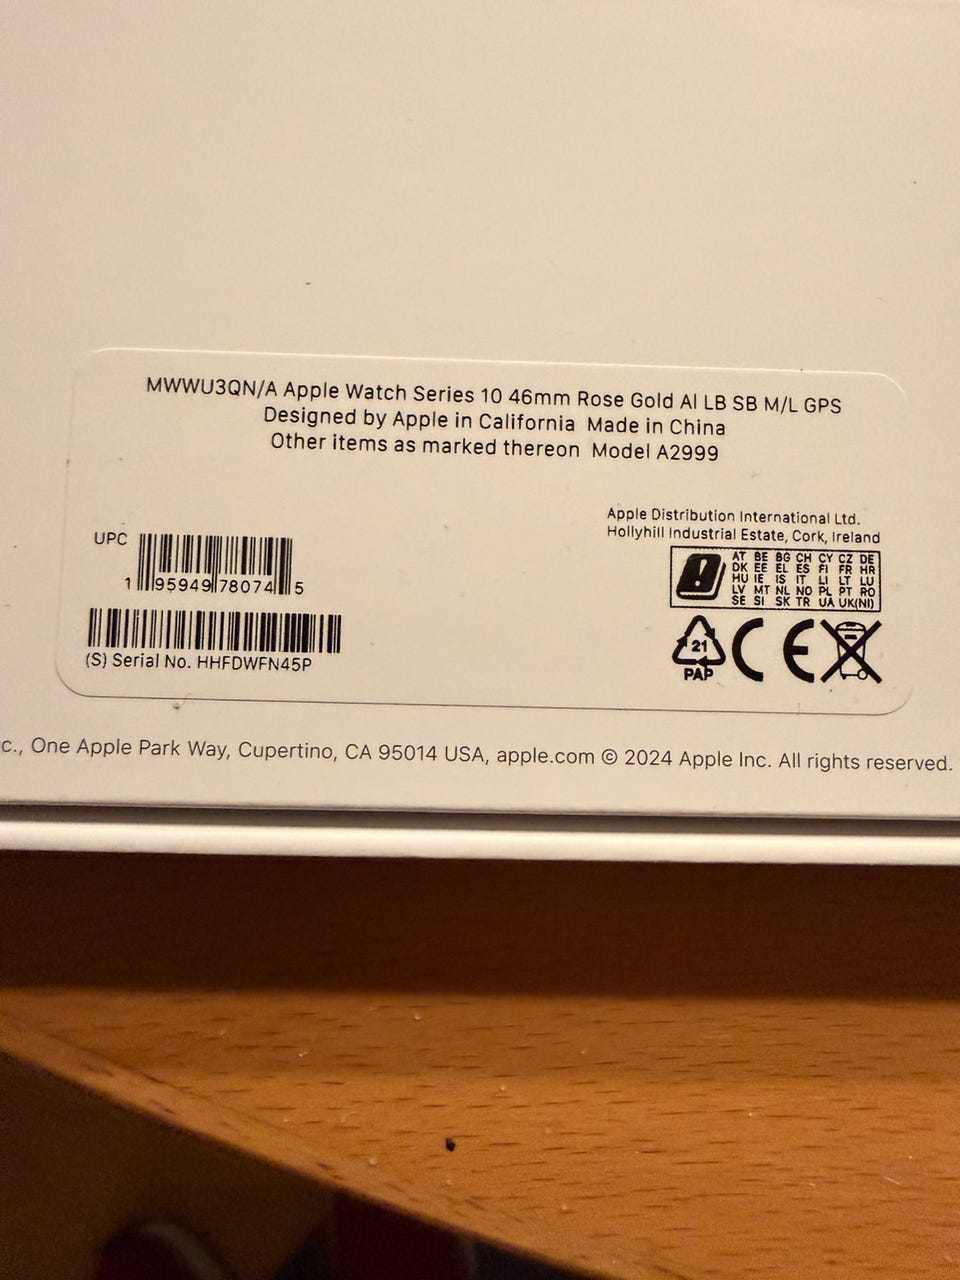 MWWU3QN/A Apple Watch Series 10 46mm Rose Gold Al LB SB M/L GPS
Designed by Apple in California Made in China
Other items as marked thereon Model A2999
Apple Distribution International Ltd.
Hollyhill Industrial Estate, Cork, Ireland
UPC
1 95949 78074 5
(S) Serial No. HHFDWFN45P
AT BE BG CH CY CZ DE
DK EE EL ES FI FR HR
HU IE IS IT LI LT LU
LV MT NL NO PL PT RO
SE SI SK TR UA UK(NI)
21
PAP
CE
c., One Apple Park Way, Cupertino, CA 95014 USA, apple.com © 2024 Apple Inc. All rights reserved.